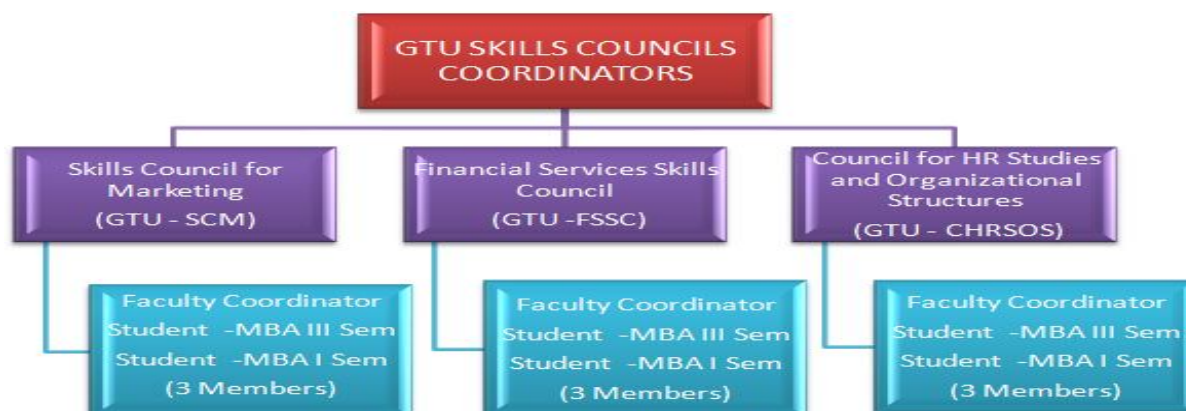 GTU SKILLS COUNCILS
COORDINATORS
Skills Council for
Marketing
(GTU - SCM)
Financial Services Skills
Council
(GTU -FSSC)
Council for HR Studies
and Organizational
Structures
(GTU - CHRSOS)
Faculty Coordinator
Student -MBA III Sem
Student -MBA I Sem
(3 Members)
Faculty Coordinator
Student -MBA III Sem
Student -MBA I Sem
(3 Members)
Faculty Coordinator
Student -MBA III Sem
Student -MBA I Sem
(3 Members)